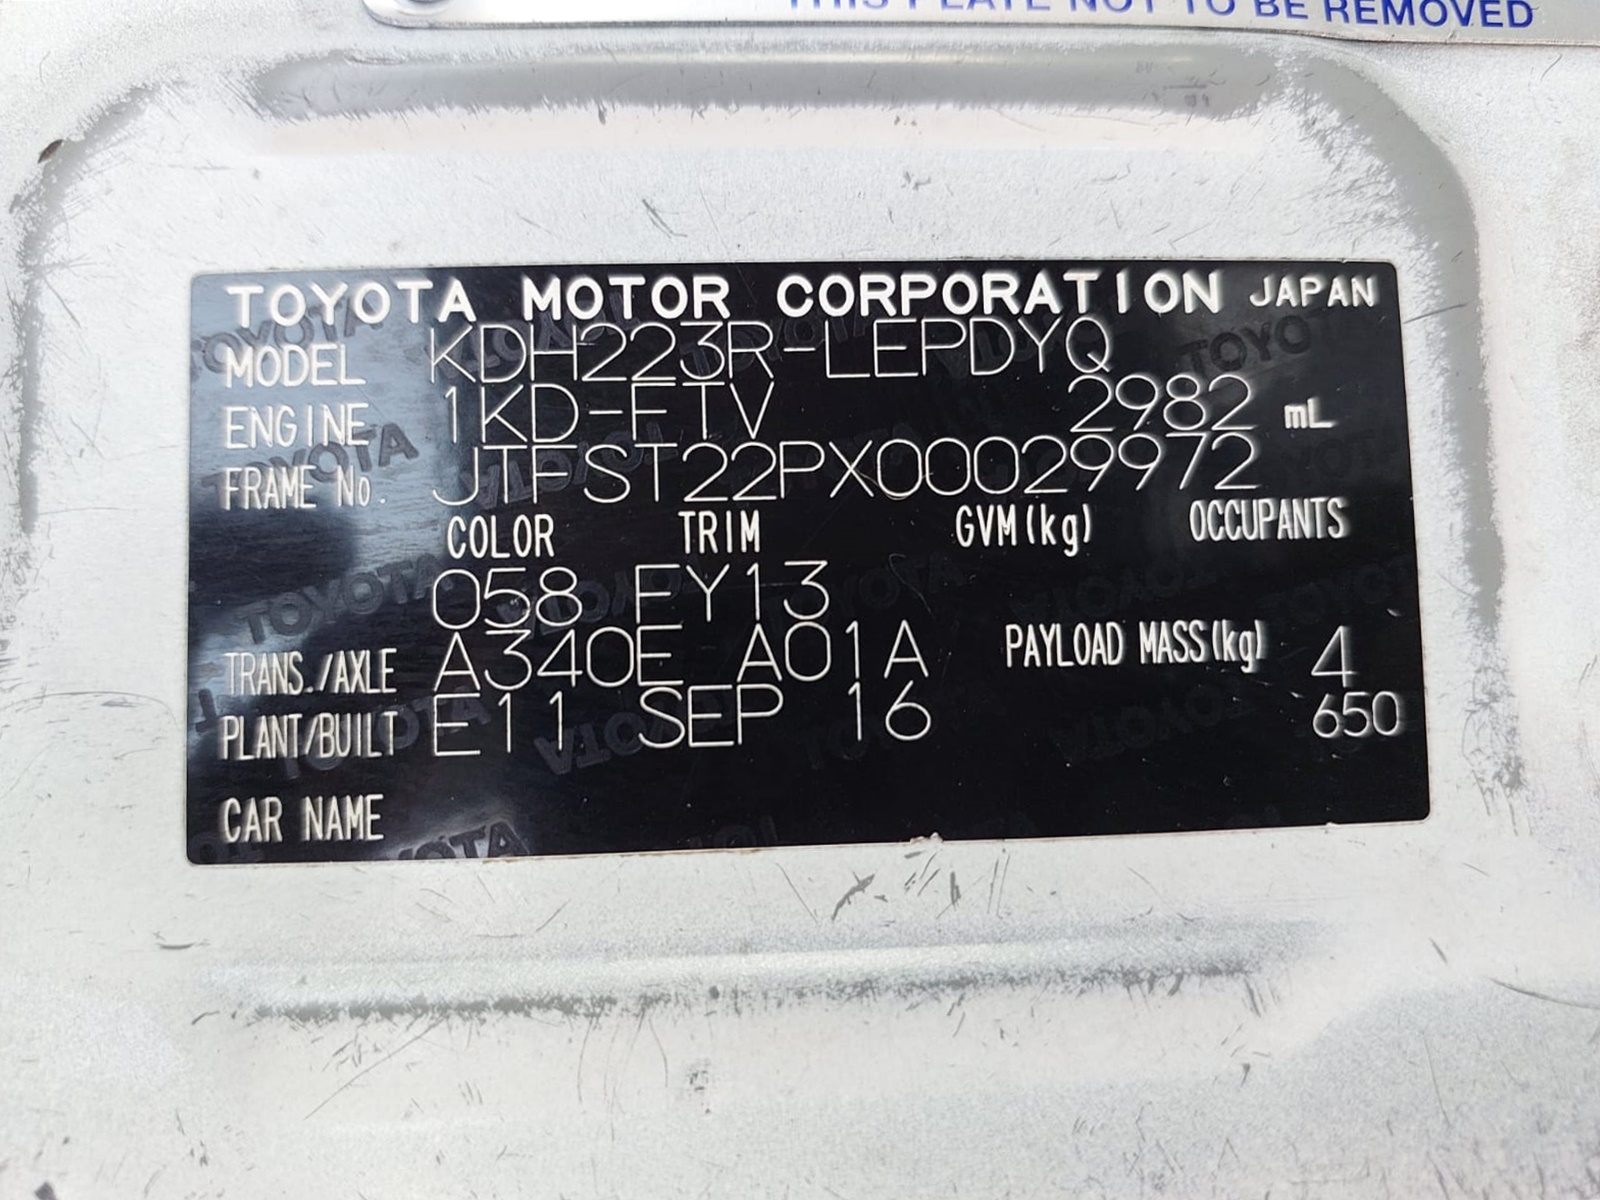 THIS PLATE NOT TO BE REMOVED
TOYOTA MOTOR CORPORATION JAPAN
MODEL KDH223R-LEPDYQ
ENGINE 1KD-FTV 2982 mL
FRAME No. JTFST22PX00029972
COLOR TRIM GVM(kg) OCCUPANTS
058 FY13
TRANS./AXLE A340E A01A PAYLOAD MASS(kg) 4
PLANT/BUILT E11 SEP 16 650
CAR NAME